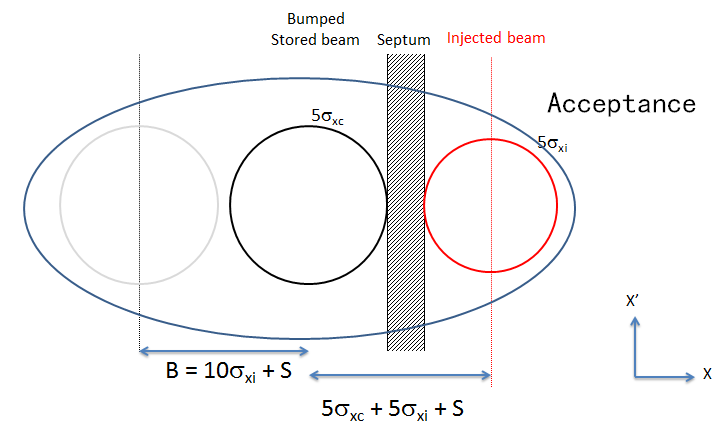 Bumped
Stored beam
Septum
Injected beam
Acceptance
5σxc
5σxi
X’
X
B = 10σxi + S
5σxc + 5σxi + S